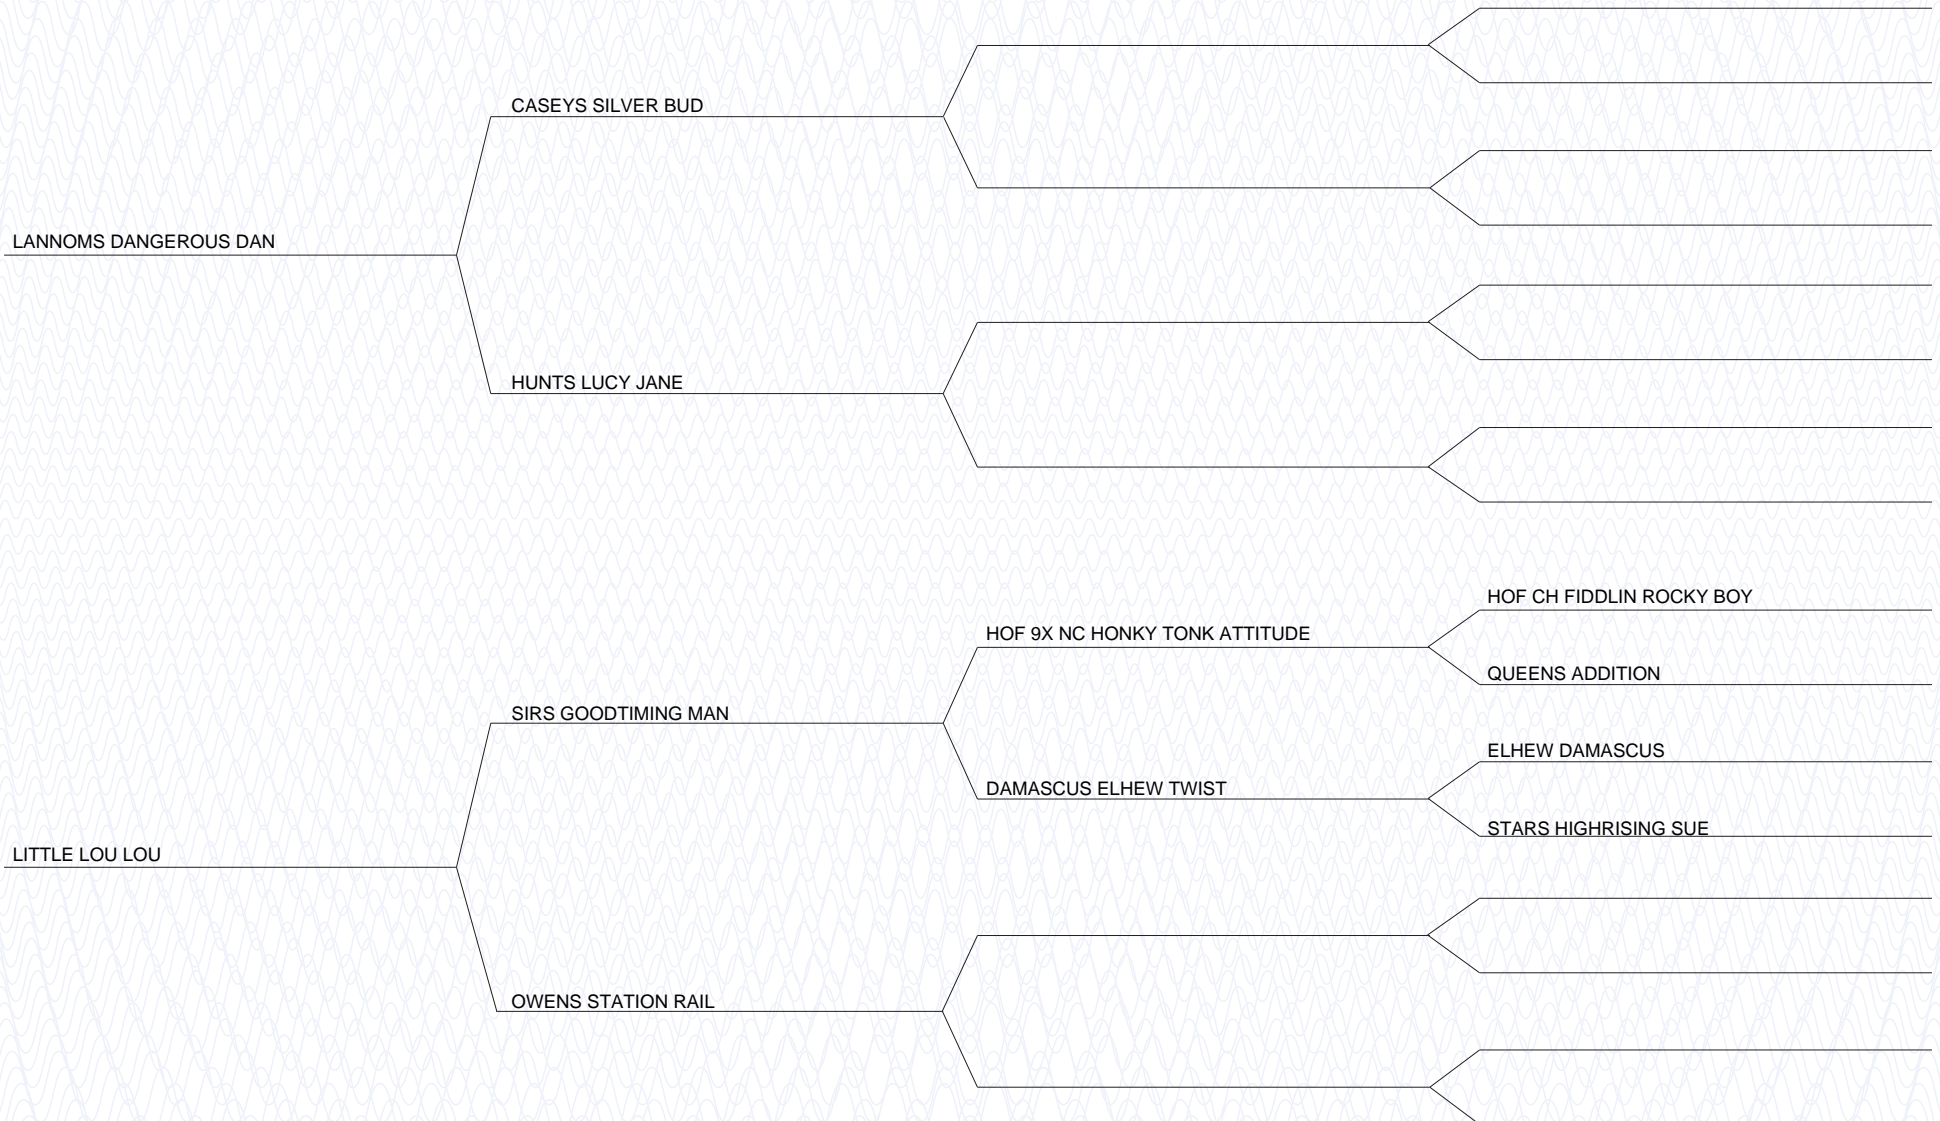 CASEYS SILVER BUD
LANNOMS DANGEROUS DAN
HUNTS LUCY JANE
HOF CH FIDDLIN ROCKY BOY
HOF 9X NC HONKY TONK ATTITUDE
QUEENS ADDITION
SIRS GOODTIMING MAN
ELHEW DAMASCUS
DAMASCUS ELHEW TWIST
STARS HIGHRISING SUE
LITTLE LOU LOU
OWENS STATION RAIL